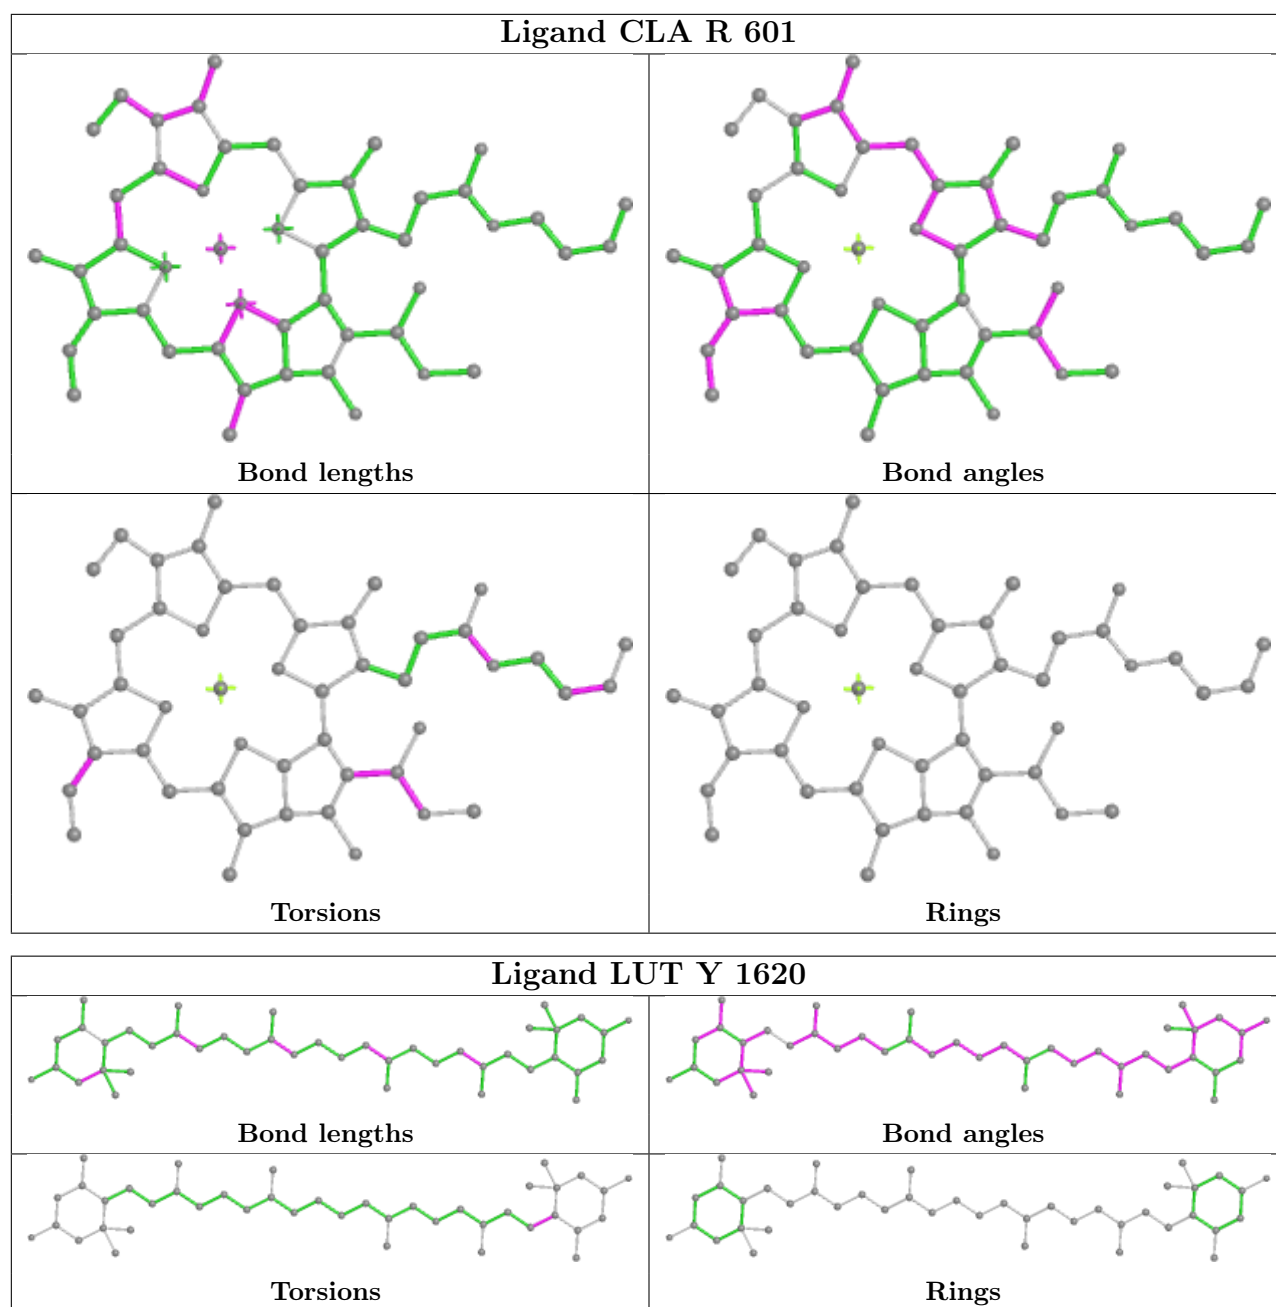 Ligand CLA R 601
Bond lengths
Bond angles
Torsions
Rings
Ligand LUT Y 1620
Bond lengths
Bond angles
Torsions
Rings